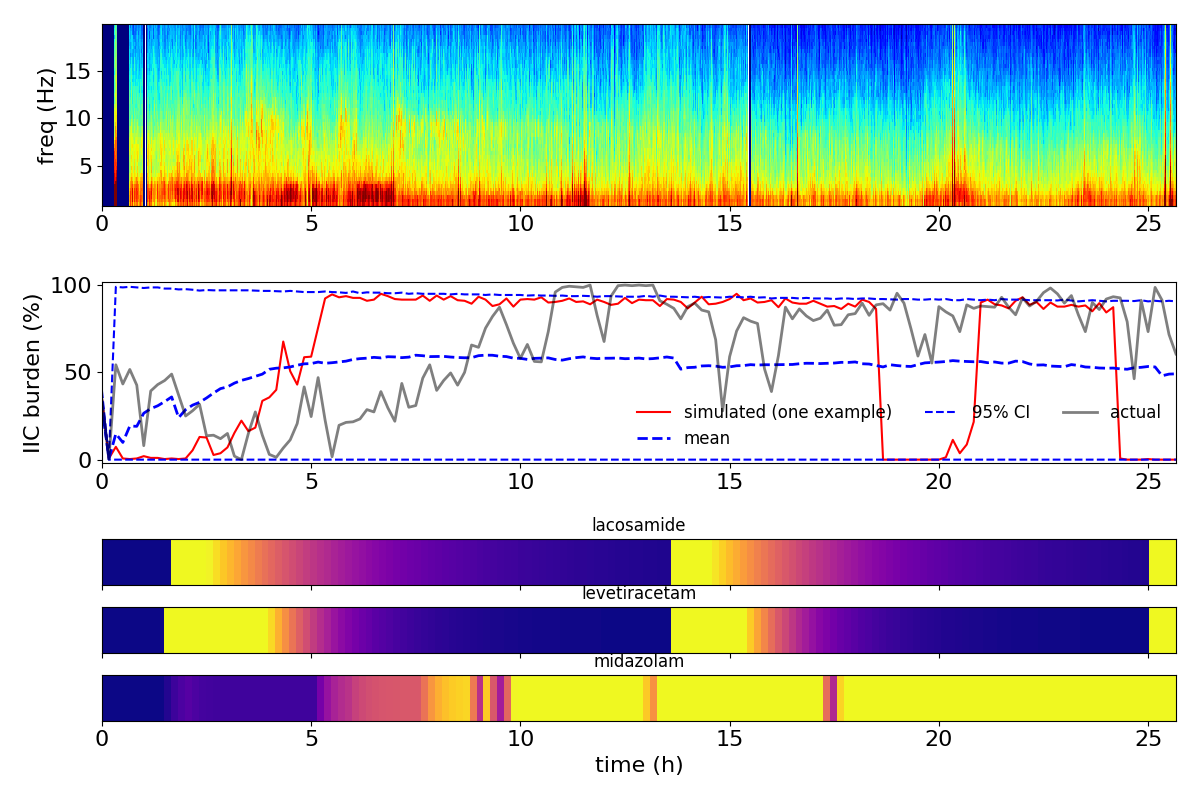 freq (Hz)
15
10
5
0 5 10 15 20 25
IIC burden (%)
100
50
0
simulated (one example) 95% CI actual
mean
0 5 10 15 20 25
lacosamide
levetiracetam
midazolam
0 5 10 15 20 25
time (h)